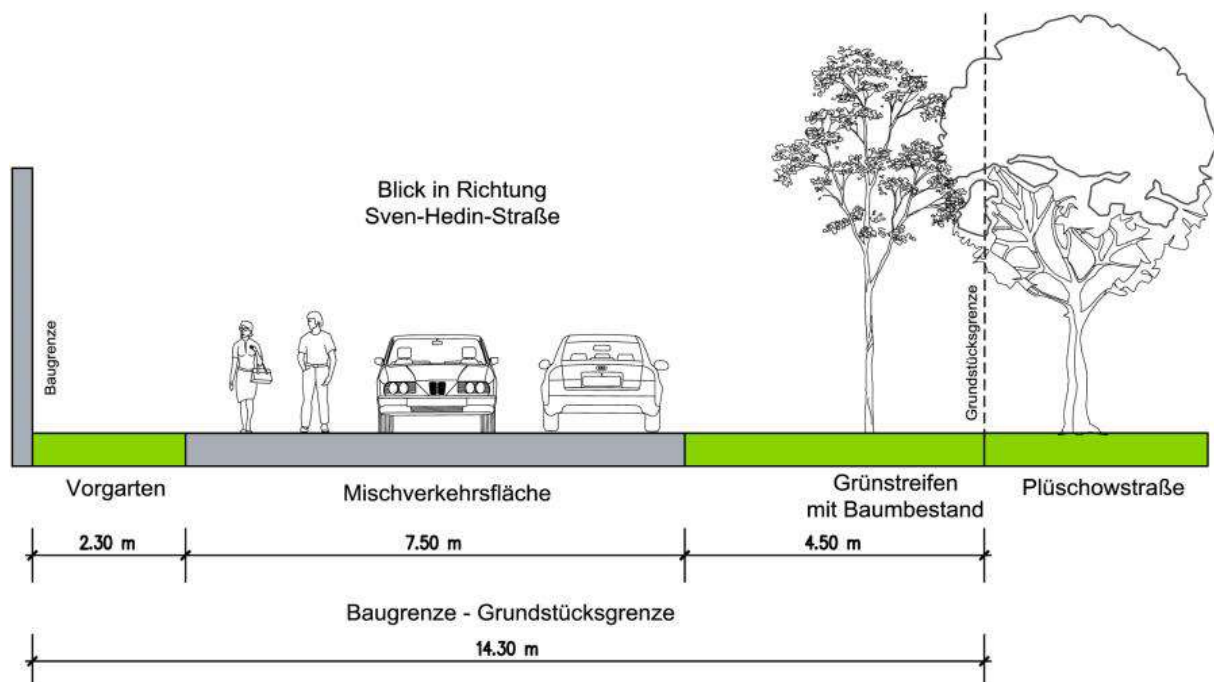 Blick in Richtung
Sven-Hedin-Straße
Baugrenze
Grundstücksgrenze
Vorgarten
Mischverkehrsfläche
Grünstreifen
mit Baumbestand
Plüschowstraße
2.30 m
7.50 m
4.50 m
Baugrenze - Grundstücksgrenze
14.30 m